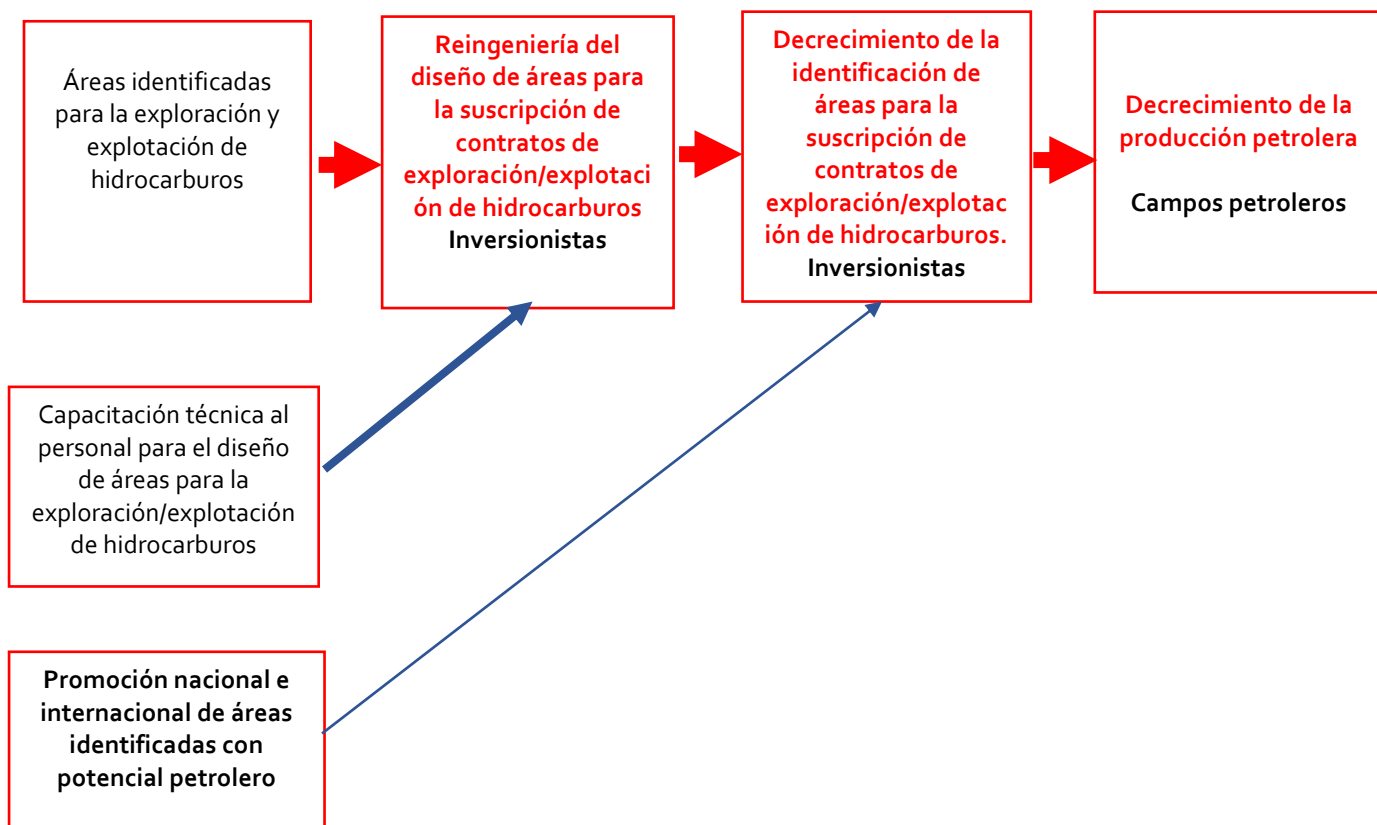 Áreas identificadas
para la exploración y
explotación de
hidrocarburos
Reingeniería del
diseño de áreas para
la suscripción de
contratos de
exploración/explotaci
ón de hidrocarburos
Inversionistas
Decrecimiento de la
identificación de
áreas para la
suscripción de
contratos de
exploración/explotac
ión de hidrocarburos.
Inversionistas
Decrecimiento de la
producción petrolera
Campos petroleros
Capacitación técnica al
personal para el diseño
de áreas para la
exploración/explotación
de hidrocarburos
Promoción nacional e
internacional de áreas
identificadas con
potencial petrolero